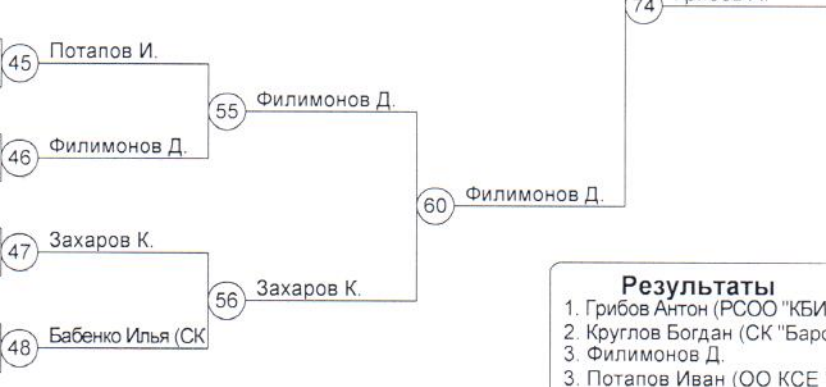 74
45 Потапов И.
55 Филимонов Д.
46 Филимонов Д.
60 Филимонов Д.
47 Захаров К.
56 Захаров К.
48 Бабенко Илья (СК
Результаты
1. Грибов Антон (РСОО "КБИ
2. Круглов Богдан (СК "Барс
3. Филимонов Д.
3. Потапов Иван (ОО КСЕ